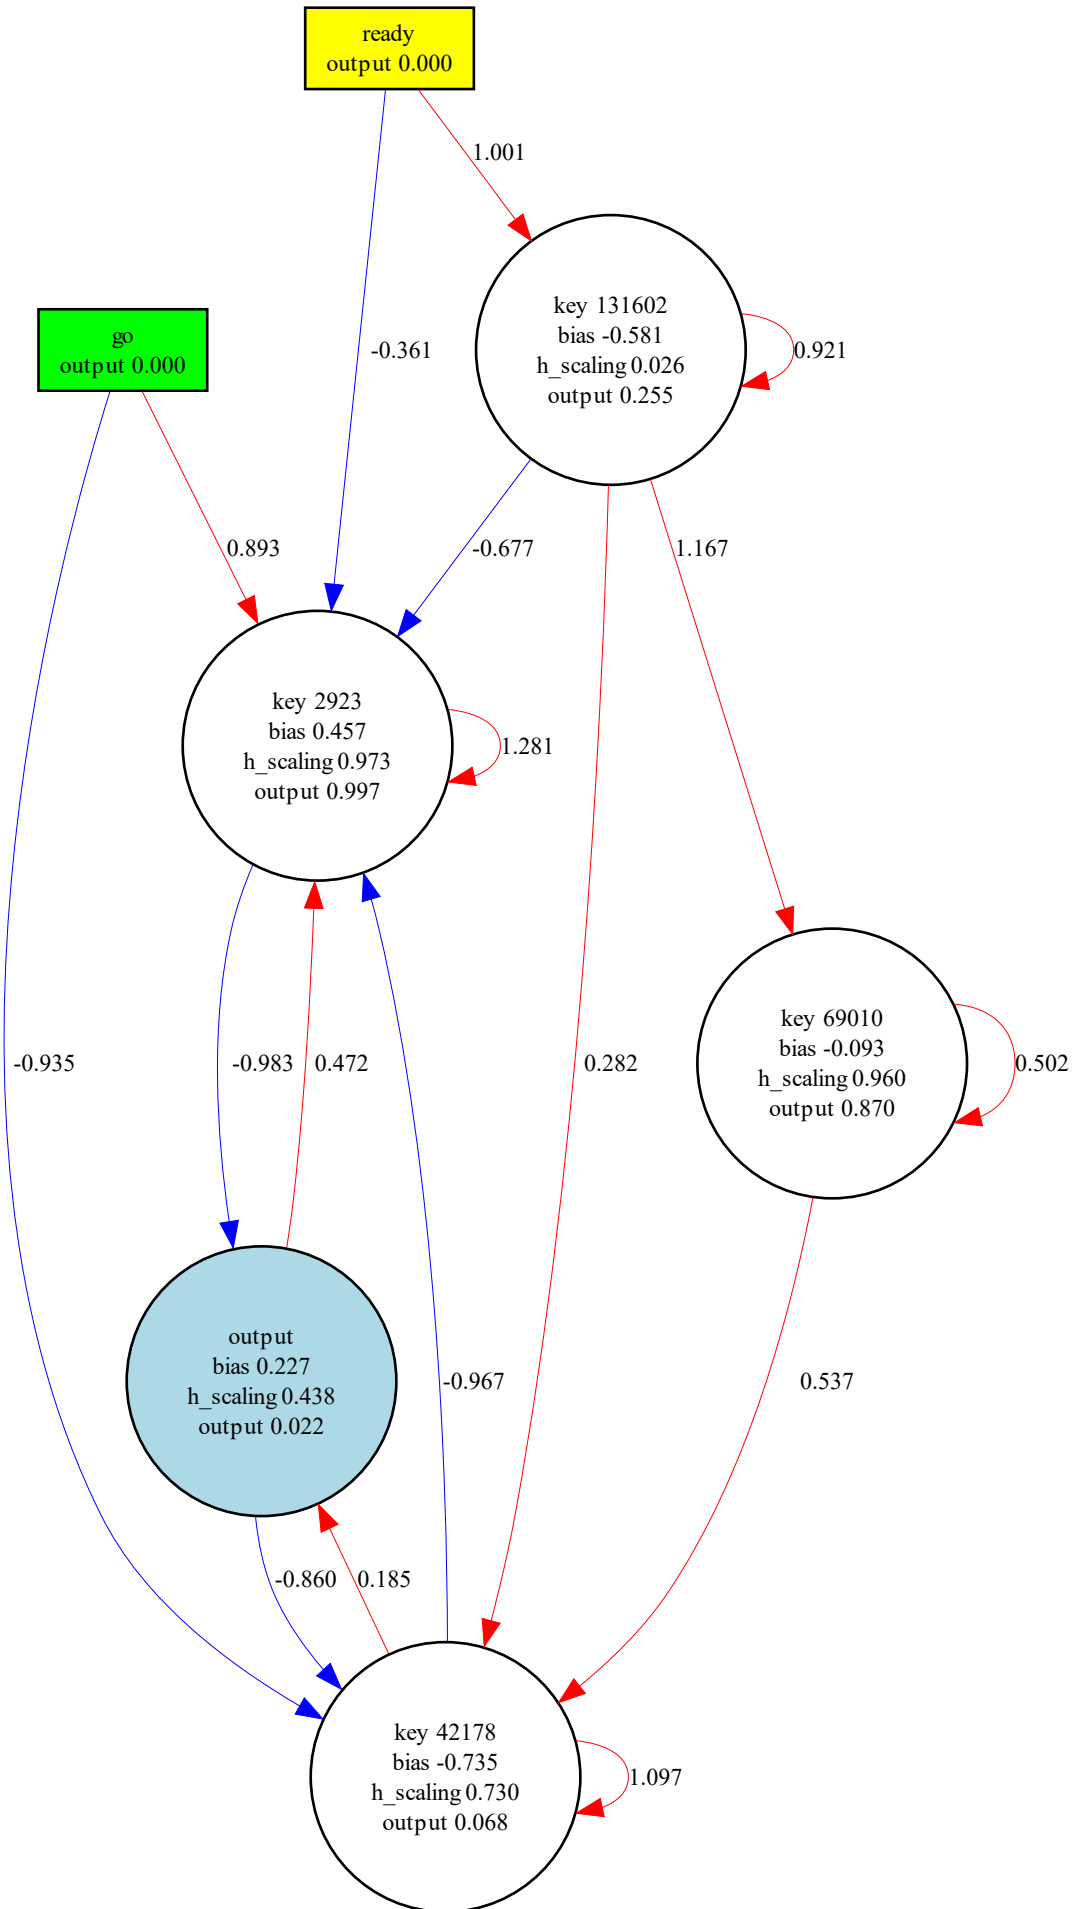 ready
output 0.000
1.001
key 131602
bias -0.581
h_scaling 0.026
output 0.255
0.921
go
output 0.000
-0.361
0.893
-0.677
1.167
key 2923
bias 0.457
h_scaling 0.973
output 0.997
1.281
key 69010
bias -0.093
h_scaling 0.960
output 0.870
0.502
-0.935
-0.983
0.472
0.282
output
bias 0.227
h_scaling 0.438
output 0.022
-0.967
0.537
-0.860
0.185
key 42178
bias -0.735
h_scaling 0.730
output 0.068
1.097